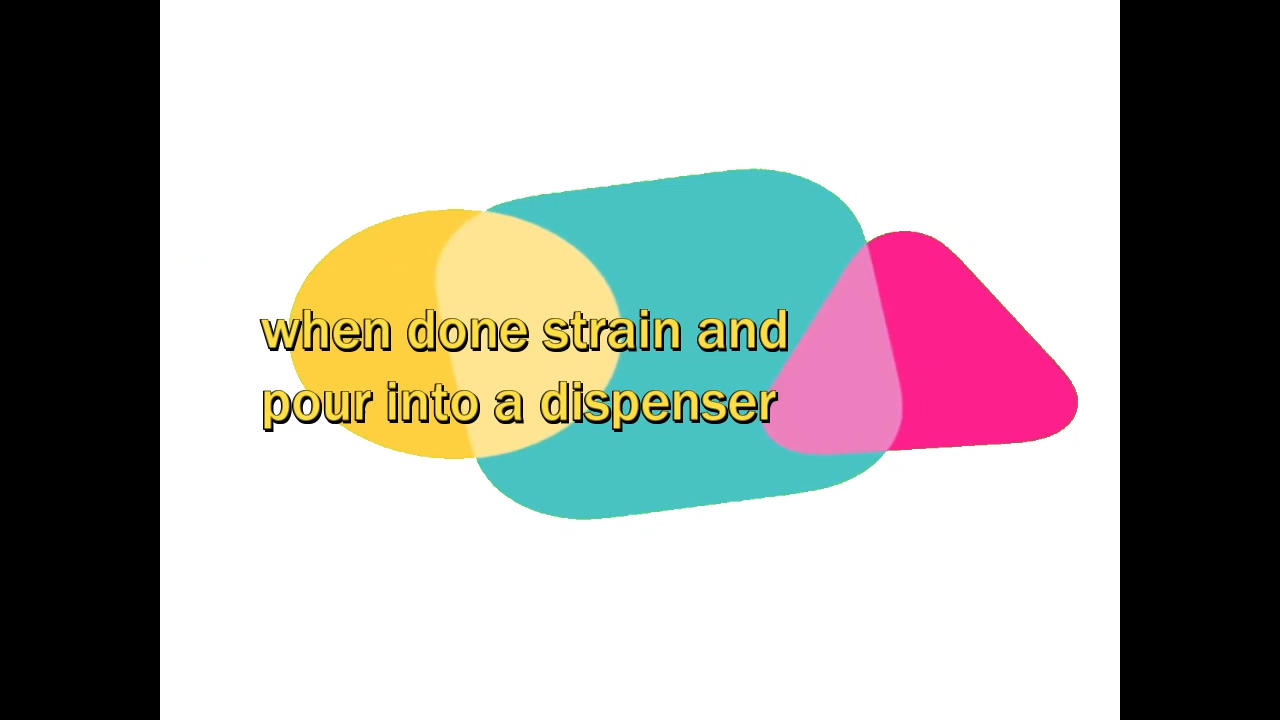 when done strain and
pour into a dispenser